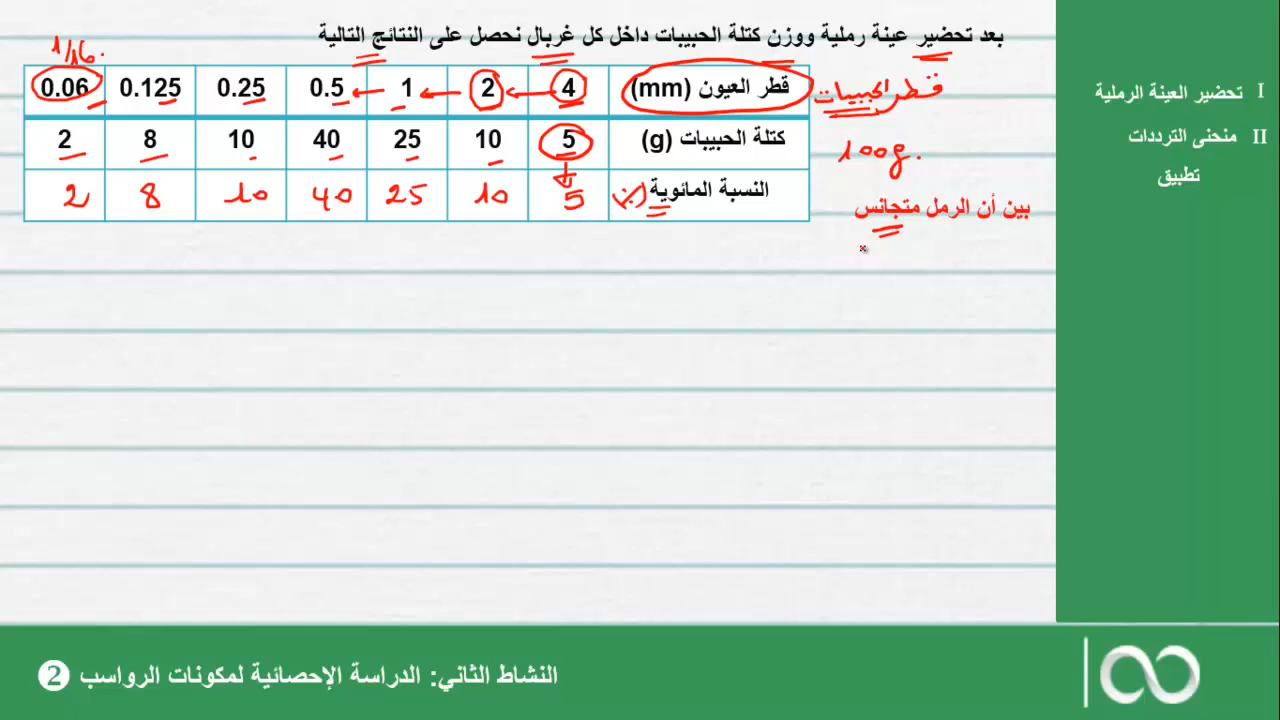 بعد تحضير عينة رملية ووزن كتلة الحبيبات داخل كل غربال نحصل على النتائج التالية
1/16.
قطر العيون (mm) 4 2 1 0.5 0.25 0.125 0.06
قطر الحبيبات
كتلة الحبيبات (g) 5 10 25 40 10 8 2
100g.
النسبة المائوية (%) 5 10 25 40 10 8 2
بين أن الرمل متجانس
I تحضير العينة الرملية
II منحنى الترددات
تطبيق
النشاط الثاني: الدراسة الإحصائية لمكونات الرواسب 2